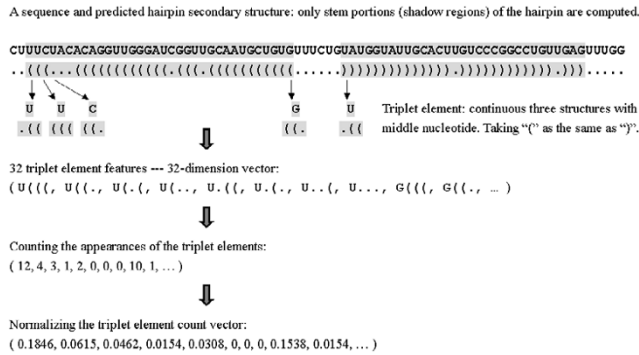 A sequence and predicted hairpin secondary structure: only stem portions (shadow regions) of the hairpin are computed.
CUUUCUACACAGGUUGGGAUCGGUUGCAAUGCUGUGUUUCUGUAUGGUAUUGCACUUGUCCCGGCCUGUUGAGUUUGG
..(((...((((((((((((.(((.(((((((((((......)))))))))))))).)))))))))))).))).....
U U C G U
.(( ((( ((. ((. .((
Triplet element: continuous three structures with
middle nucleotide. Taking “(” as the same as “)”.
32 triplet element features --- 32-dimension vector:
( U(((, U((., U(.(, U(.., U.((, U.(., U..(, U..., G(((, G((., … )
Counting the appearances of the triplet elements:
( 12, 4, 3, 1, 2, 0, 0, 0, 10, 1, … )
Normalizing the triplet element count vector:
( 0.1846, 0.0615, 0.0462, 0.0154, 0.0308, 0, 0, 0, 0.1538, 0.0154, … )